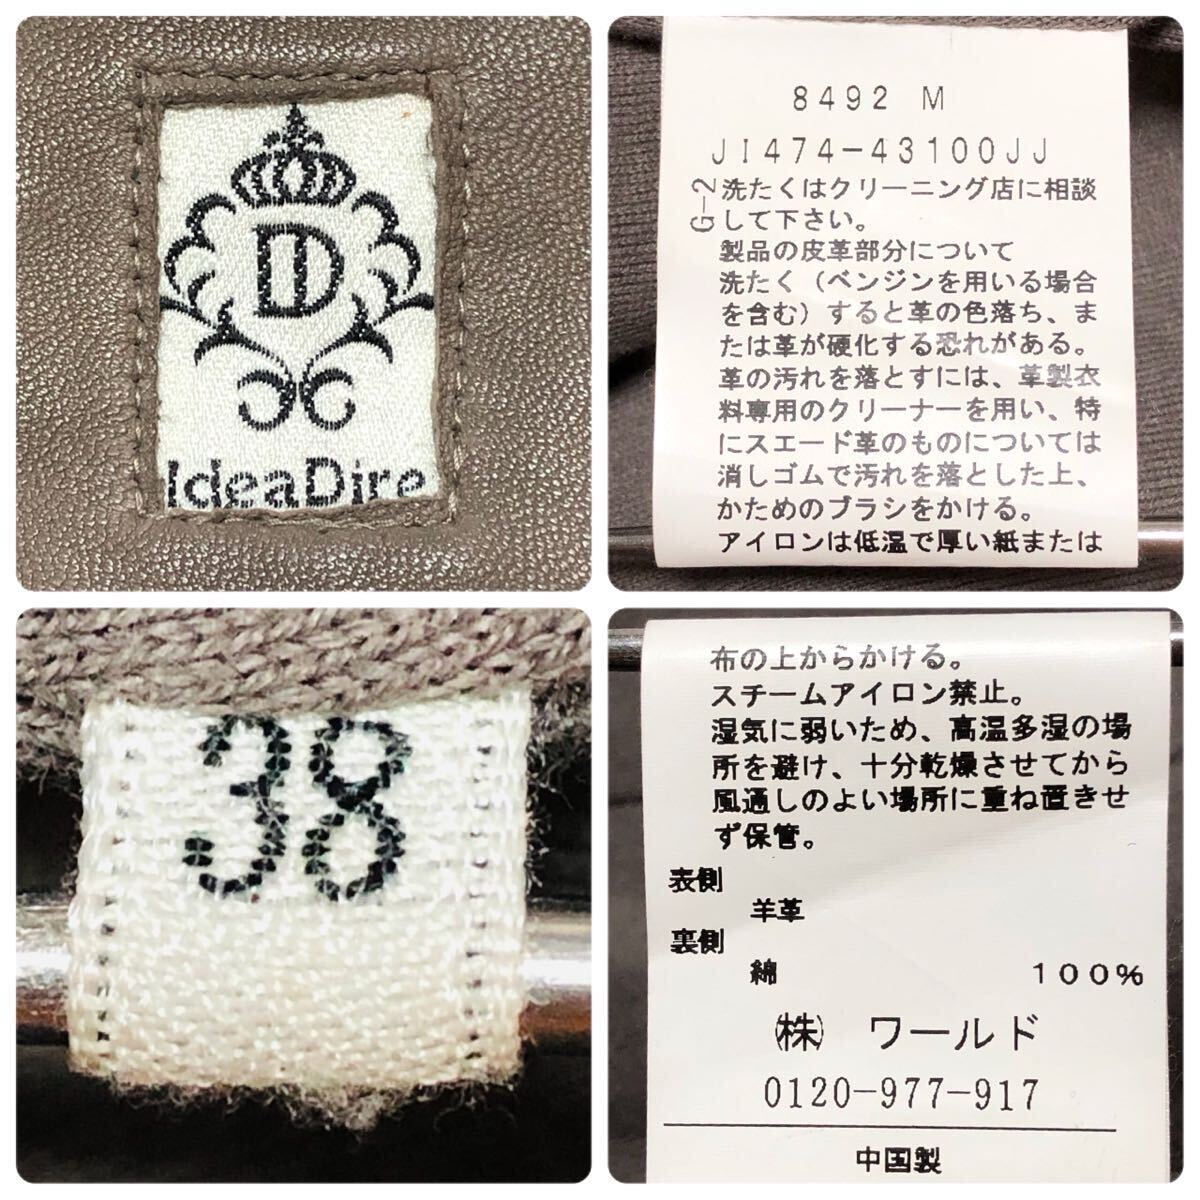 D
IdeaDire
8492 M
JI474-43100JJ
G-2
洗たくはクリーニング店に相談
して下さい。
製品の皮革部分について
洗たく（ベンジンを用いる場合
を含む）すると革の色落ち、ま
たは革が硬化する恐れがある。
革の汚れを落とすには、革製衣
料専用のクリーナーを用い、特
にスエード革のものについては
消しゴムで汚れを落とした上、
かためのブラシをかける。
アイロンは低温で厚い紙または
38
布の上からかける。
スチームアイロン禁止。
湿気に弱いため、高温多湿の場
所を避け、十分乾燥させてから
風通しのよい場所に重ね置きせ
ず保管。
表側
羊革
裏側
綿 100%
㈱ ワールド
0120-977-917
中国製